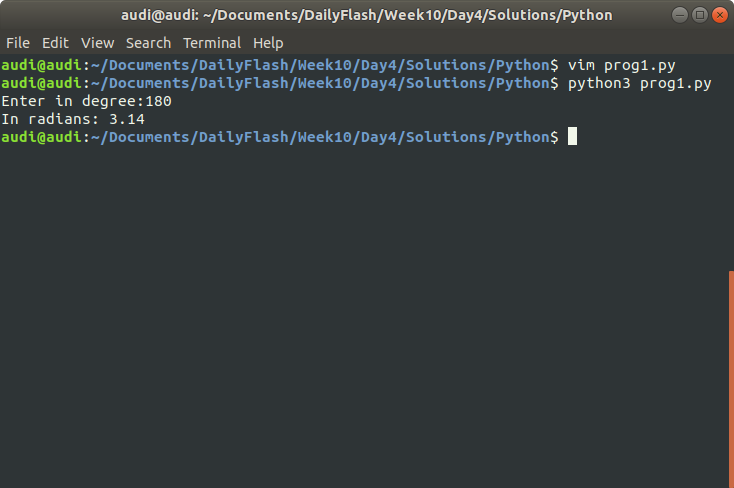 audi@audi: ~/Documents/DailyFlash/Week10/Day4/Solutions/Python
File Edit View Search Terminal Help
audi@audi:~/Documents/DailyFlash/Week10/Day4/Solutions/Python$ vim prog1.py
audi@audi:~/Documents/DailyFlash/Week10/Day4/Solutions/Python$ python3 prog1.py
Enter in degree:180
In radians: 3.14
audi@audi:~/Documents/DailyFlash/Week10/Day4/Solutions/Python$